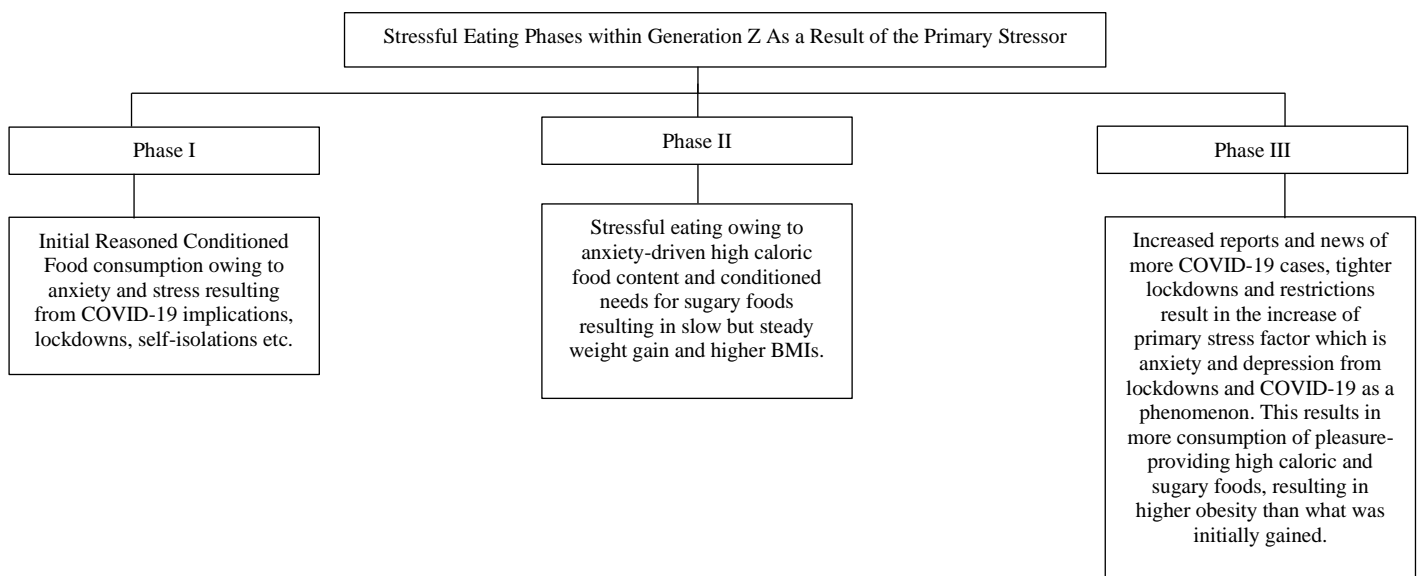 Stressful Eating Phases within Generation Z As a Result of the Primary Stressor
Phase I
Initial Reasoned Conditioned
Food consumption owing to
anxiety and stress resulting
from COVID-19 implications,
lockdowns, self-isolations etc.
Phase II
Stressful eating owing to
anxiety-driven high caloric
food content and conditioned
needs for sugary foods
resulting in slow but steady
weight gain and higher BMIs.
Phase III
Increased reports and news of
more COVID-19 cases, tighter
lockdowns and restrictions
result in the increase of
primary stress factor which is
anxiety and depression from
lockdowns and COVID-19 as a
phenomenon. This results in
more consumption of pleasure-
providing high caloric and
sugary foods, resulting in
higher obesity than what was
initially gained.